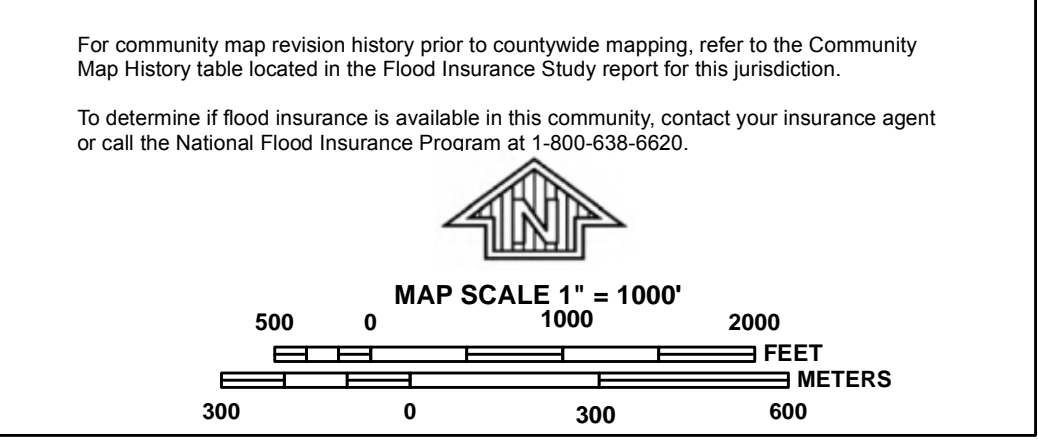 For community map revision history prior to countywide mapping, refer to the Community
Map History table located in the Flood Insurance Study report for this jurisdiction.
To determine if flood insurance is available in this community, contact your insurance agent
or call the National Flood Insurance Program at 1-800-638-6620.
N
MAP SCALE 1" = 1000'
500 0 1000 2000
FEET
METERS
300 0 300 600